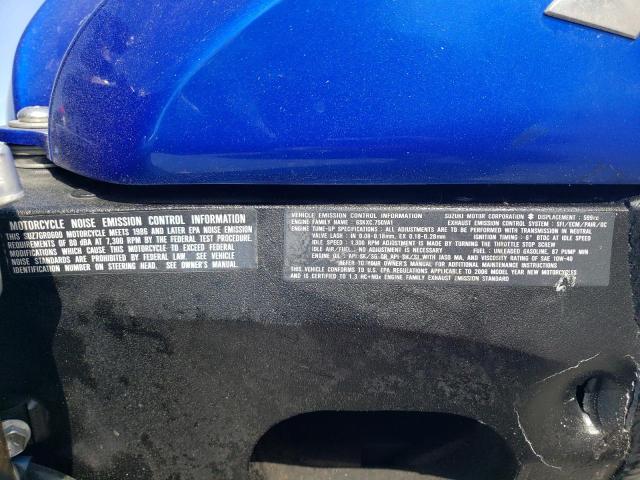 MOTORCYCLE NOISE EMISSION CONTROL INFORMATION
THIS SUZ7GR0600 MOTORCYCLE MEETS 1986 AND LATER EPA NOISE EMISSION
REQUIREMENTS OF 80 dBA AT 7,300 RPM BY THE FEDERAL TEST PROCEDURE.
MODIFICATIONS WHICH CAUSE THIS MOTORCYCLE TO EXCEED FEDERAL
NOISE STANDARDS ARE PROHIBITED BY FEDERAL LAW. SEE VEHICLE
IDENTIFICATION NUMBER ON STEERING HEAD. SEE OWNER'S MANUAL.
VEHICLE EMISSION CONTROL INFORMATION SUZUKI MOTOR CORPORATION DISPLACEMENT : 599cc
ENGINE FAMILY NAME : 6SKXC.750VA1 EXHAUST EMISSION CONTROL SYSTEM : 
ENGINE TUNE-UP SPECIFICATIONS : ALL ADJUSTMENTS ARE TO BE PERFORMED WITH TRANSMISSION IN NEUTRAL
VALVE LASH : IN 0.08-0.18mm, EX 0.18-0.28mm IGNITION TIMING : BTDC AT IDLE SPEED
IDLE SPEED : 1,300 RPM ADJUSTMENT IS MADE BY TURNING THE THROTTLE STOP SCREW
IDLE AIR/FUEL : NO ADJUSTMENT IS NECESSARY FUEL : UNLEADED GASOLINE, 87 PUMP MIN
ENGINE OIL : API SF/SG OR API SH/SJ WITH JASO MA, AND VISCOSITY RATING OF SAE 10W-40
REFER TO YOUR OWNER'S MANUAL FOR ADDITIONAL MAINTENANCE INSTRUCTIONS
THIS VEHICLE CONFORMS TO U.S. EPA REGULATIONS APPLICABLE TO 2006 MODEL YEAR NEW MOTORCYCLES
AND IS CERTIFIED TO 1.3 HC+NOx ENGINE FAMILY EXHAUST EMISSION STANDARD